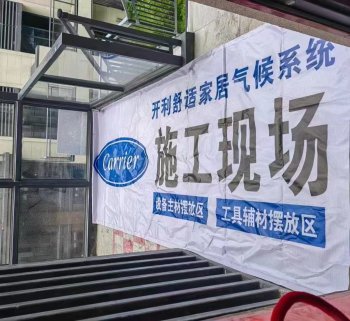 开利舒适家居气候系统
Carrier
施工现场
设备主材摆放区
工具辅材摆放区